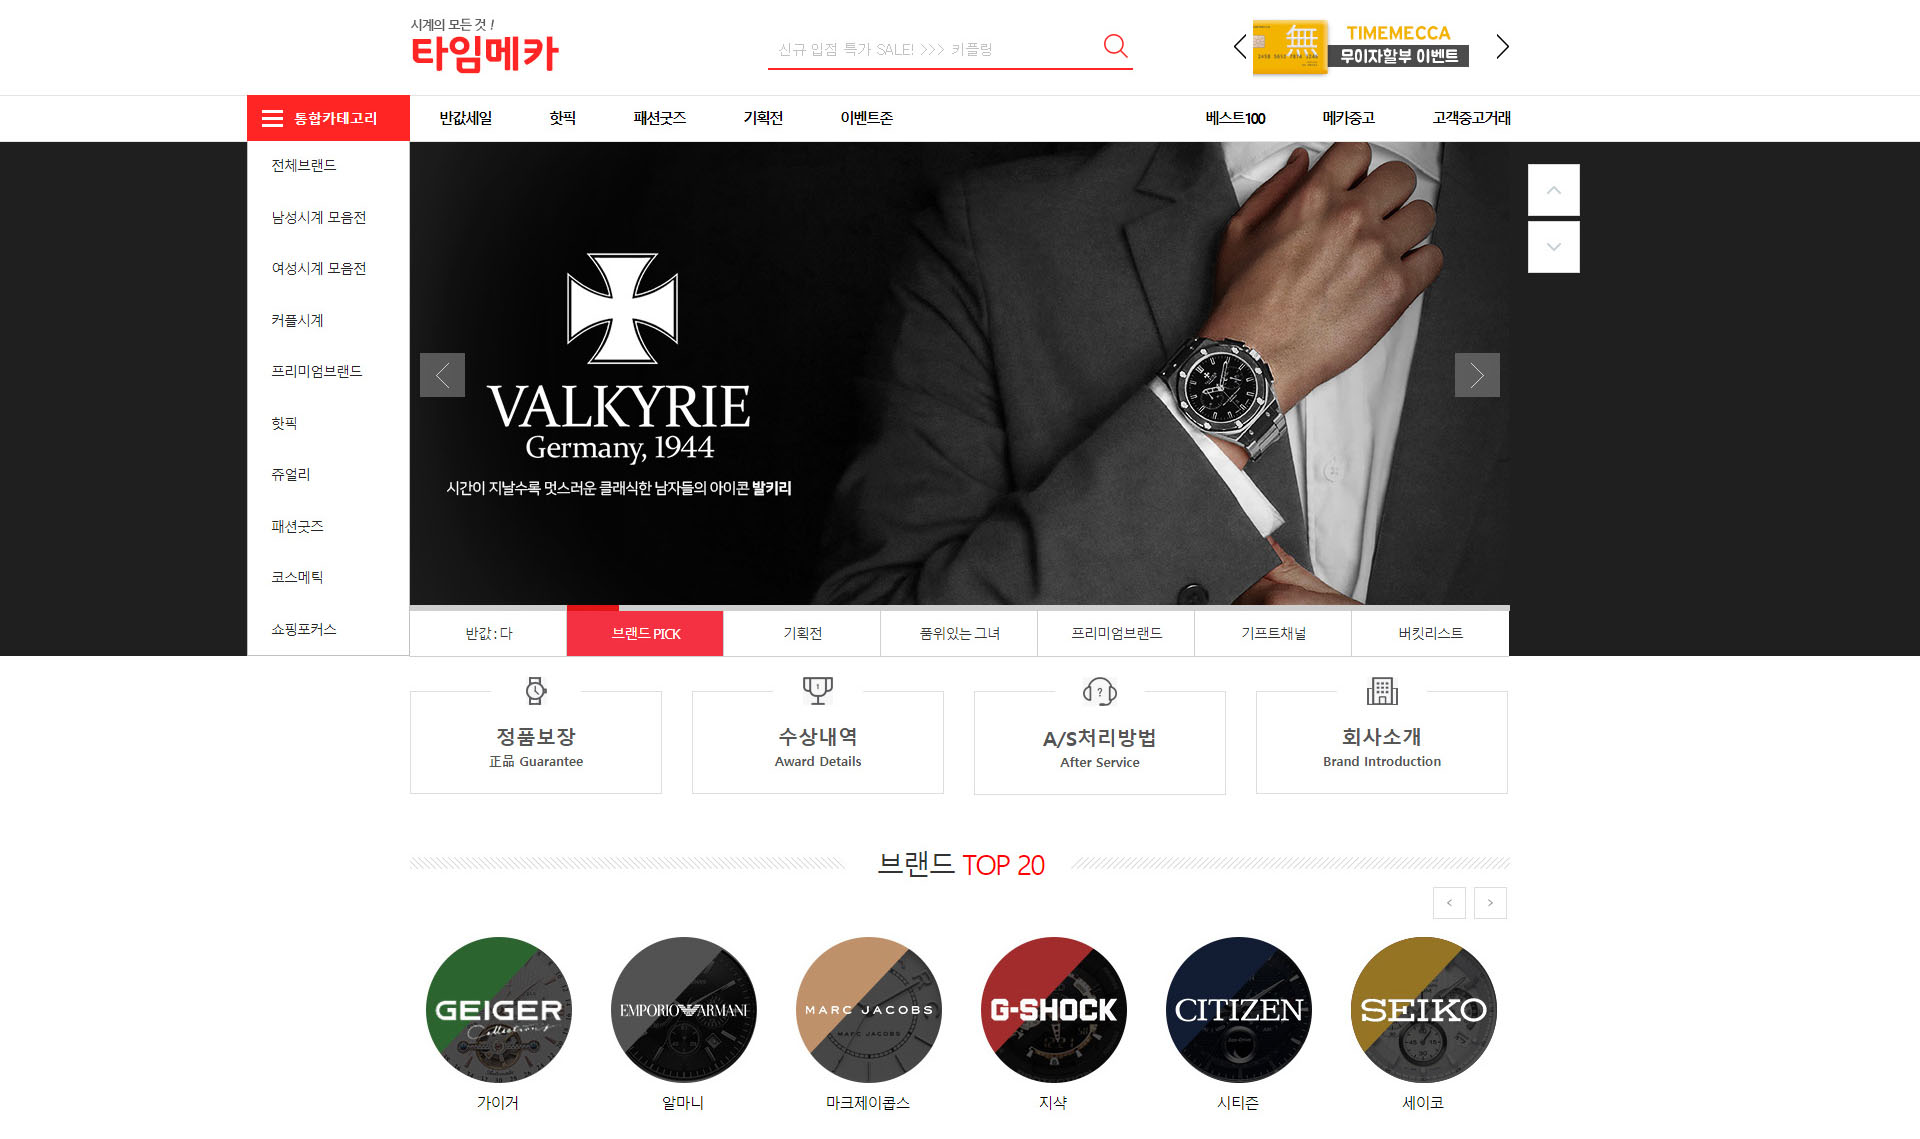 시계의 모든 것 !
타임메카
신규 입점 특가 SALE! >>> 키플링
無
TIMEMECCA
무이자할부 이벤트
통합카테고리
반값세일
핫픽
패션굿즈
기획전
이벤트존
베스트100
메카중고
고객중고거래
전체브랜드
남성시계 모음전
여성시계 모음전
커플시계
프리미엄브랜드
핫픽
쥬얼리
패션굿즈
코스메틱
쇼핑포커스
VALKYRIE
Germany, 1944
시간이 지날수록 멋스러운 클래식한 남자들의 아이콘 발키리
반값 : 다
브랜드 PICK
기획전
품위있는 그녀
프리미엄브랜드
기프트채널
버킷리스트
정품보장
正品 Guarantee
수상내역
Award Details
A/S처리방법
After Service
회사소개
Brand Introduction
브랜드 TOP 20
< >
GEIGER
Collections
EMPORIO ARMANI
MARC JACOBS
MARC JACOBS
G-SHOCK
CITIZEN
SEIKO
가이거
알마니
마크제이콥스
지샥
시티즌
세이코